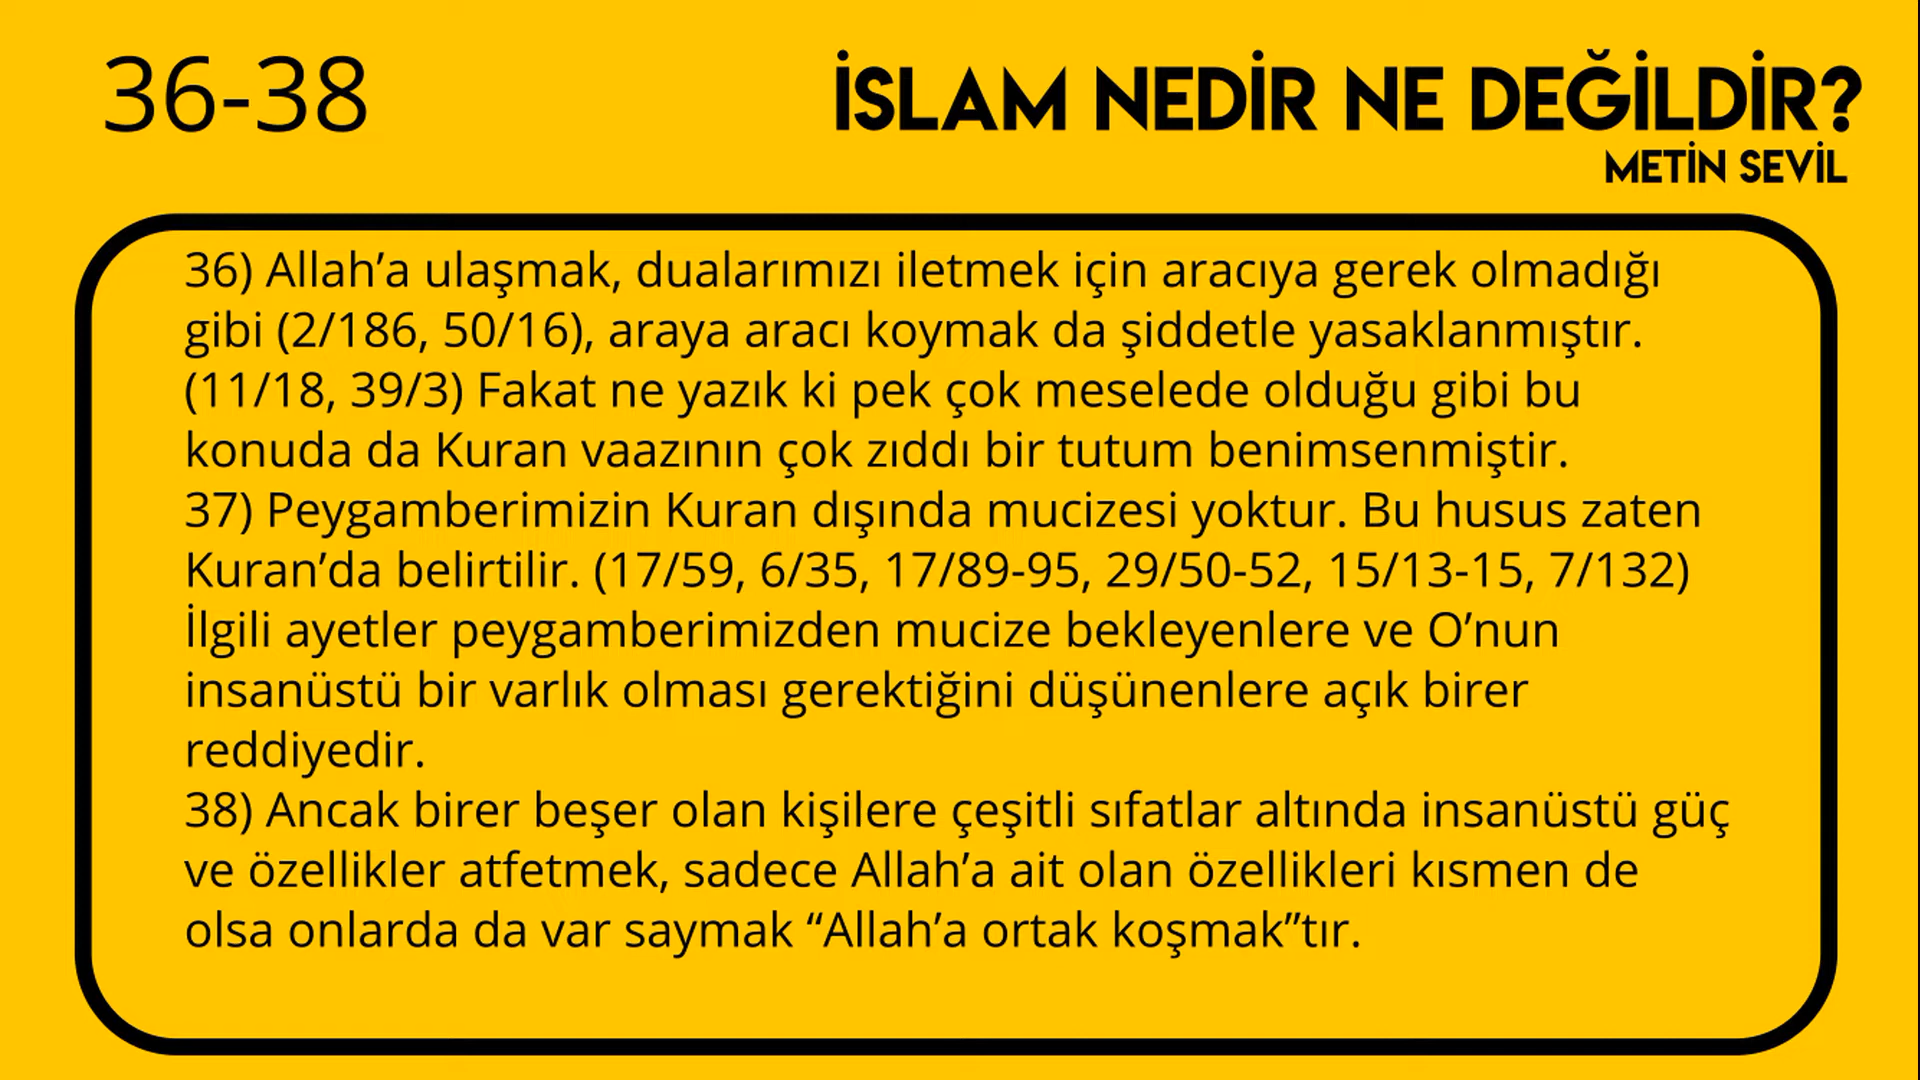 36-38
İSLAM NEDİR NE DEĞİLDİR?
METİN SEVİL
36) Allah’a ulaşmak, dualarımızı iletmek için aracıya gerek olmadığı
gibi (2/186, 50/16), araya aracı koymak da şiddetle yasaklanmıştır.
(11/18, 39/3) Fakat ne yazık ki pek çok meselede olduğu gibi bu
konuda da Kuran vaazının çok zıddı bir tutum benimsenmiştir.
37) Peygamberimizin Kuran dışında mucizesi yoktur. Bu husus zaten
Kuran’da belirtilir. (17/59, 6/35, 17/89-95, 29/50-52, 15/13-15, 7/132)
İlgili ayetler peygamberimizden mucize bekleyenlere ve O’nun
insanüstü bir varlık olması gerektiğini düşünenlere açık birer
reddiyedir.
38) Ancak birer beşer olan kişilere çeşitli sıfatlar altında insanüstü güç
ve özellikler atfetmek, sadece Allah’a ait olan özellikleri kısmen de
olsa onlarda da var saymak “Allah’a ortak koşmak”tır.